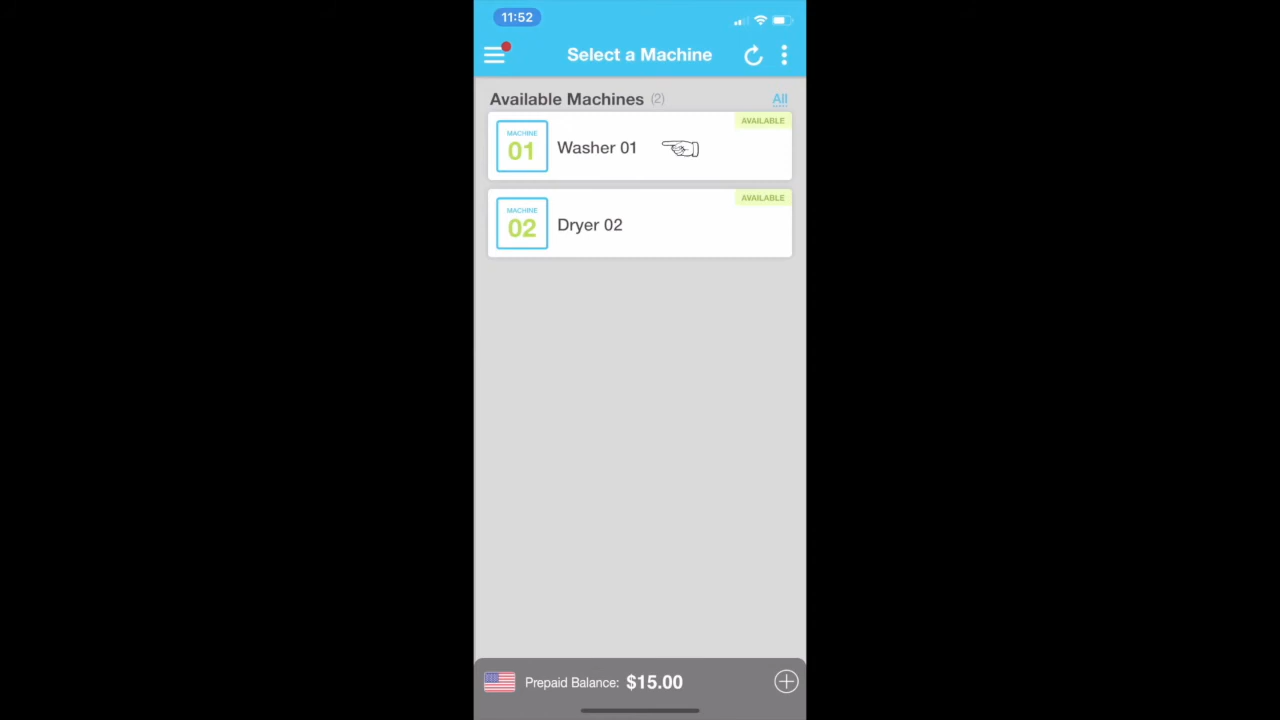 11:52
Select a Machine
Available Machines (2) All
AVAILABLE
MACHINE
01
Washer 01
AVAILABLE
MACHINE
02
Dryer 02
Prepaid Balance: $15.00